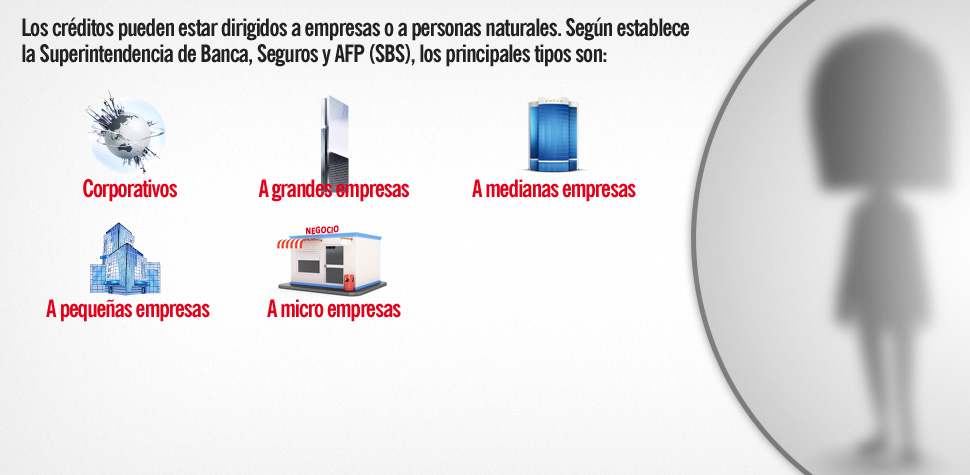 Los créditos pueden estar dirigidos a empresas o a personas naturales. Según establece
la Superintendencia de Banca, Seguros y AFP (SBS), los principales tipos son:
Corporativos
A grandes empresas
A medianas empresas
NEGOCIO
A pequeñas empresas
A micro empresas